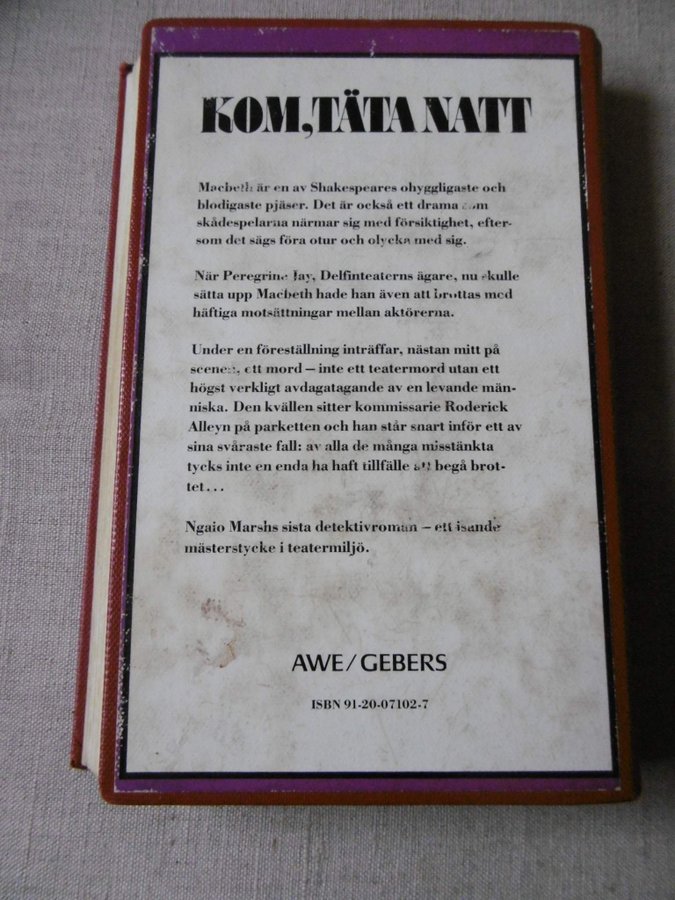 KOM, TÄTA NATT
Macbeth är en av Shakespeares ohyggligaste och
blodigaste pjäser. Det är också ett drama som
skådespelarna närmar sig med försiktighet, efter-
som det sägs föra otur och olycka med sig.
När Peregrine Jay, Delfinteaterns ägare, nu skulle
sätta upp Macbeth hade han även att brottas med
häftiga motsättningar mellan aktörerna.
Under en föreställning inträffar, nästan mitt på
scenen, ett mord – inte ett teatermord utan ett
högst verkligt avdagatagande av en levande män-
niska. Den kvällen sitter kommissarie Roderick
Alleyn på parketten och han står snart inför ett av
sina svåraste fall: av alla de många misstänkta
tycks inte en enda ha haft tillfälle att begå brot-
tet...
Ngaio Marshs sista detektivroman – ett isande
mästerstycke i teatermiljö.
AWE/GEBERS
ISBN 91-20-07102-7